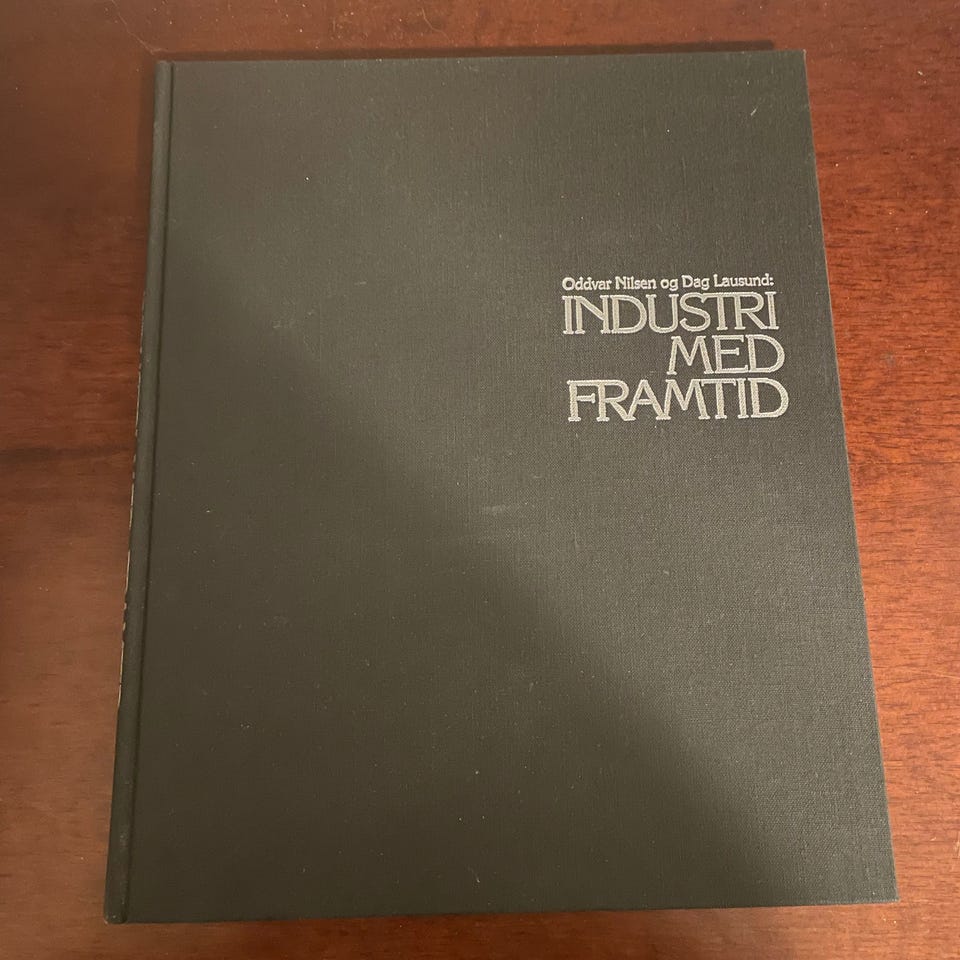 Oddvar Nilsen og Dag Lausund:
INDUSTRI
MED
FRAMTID